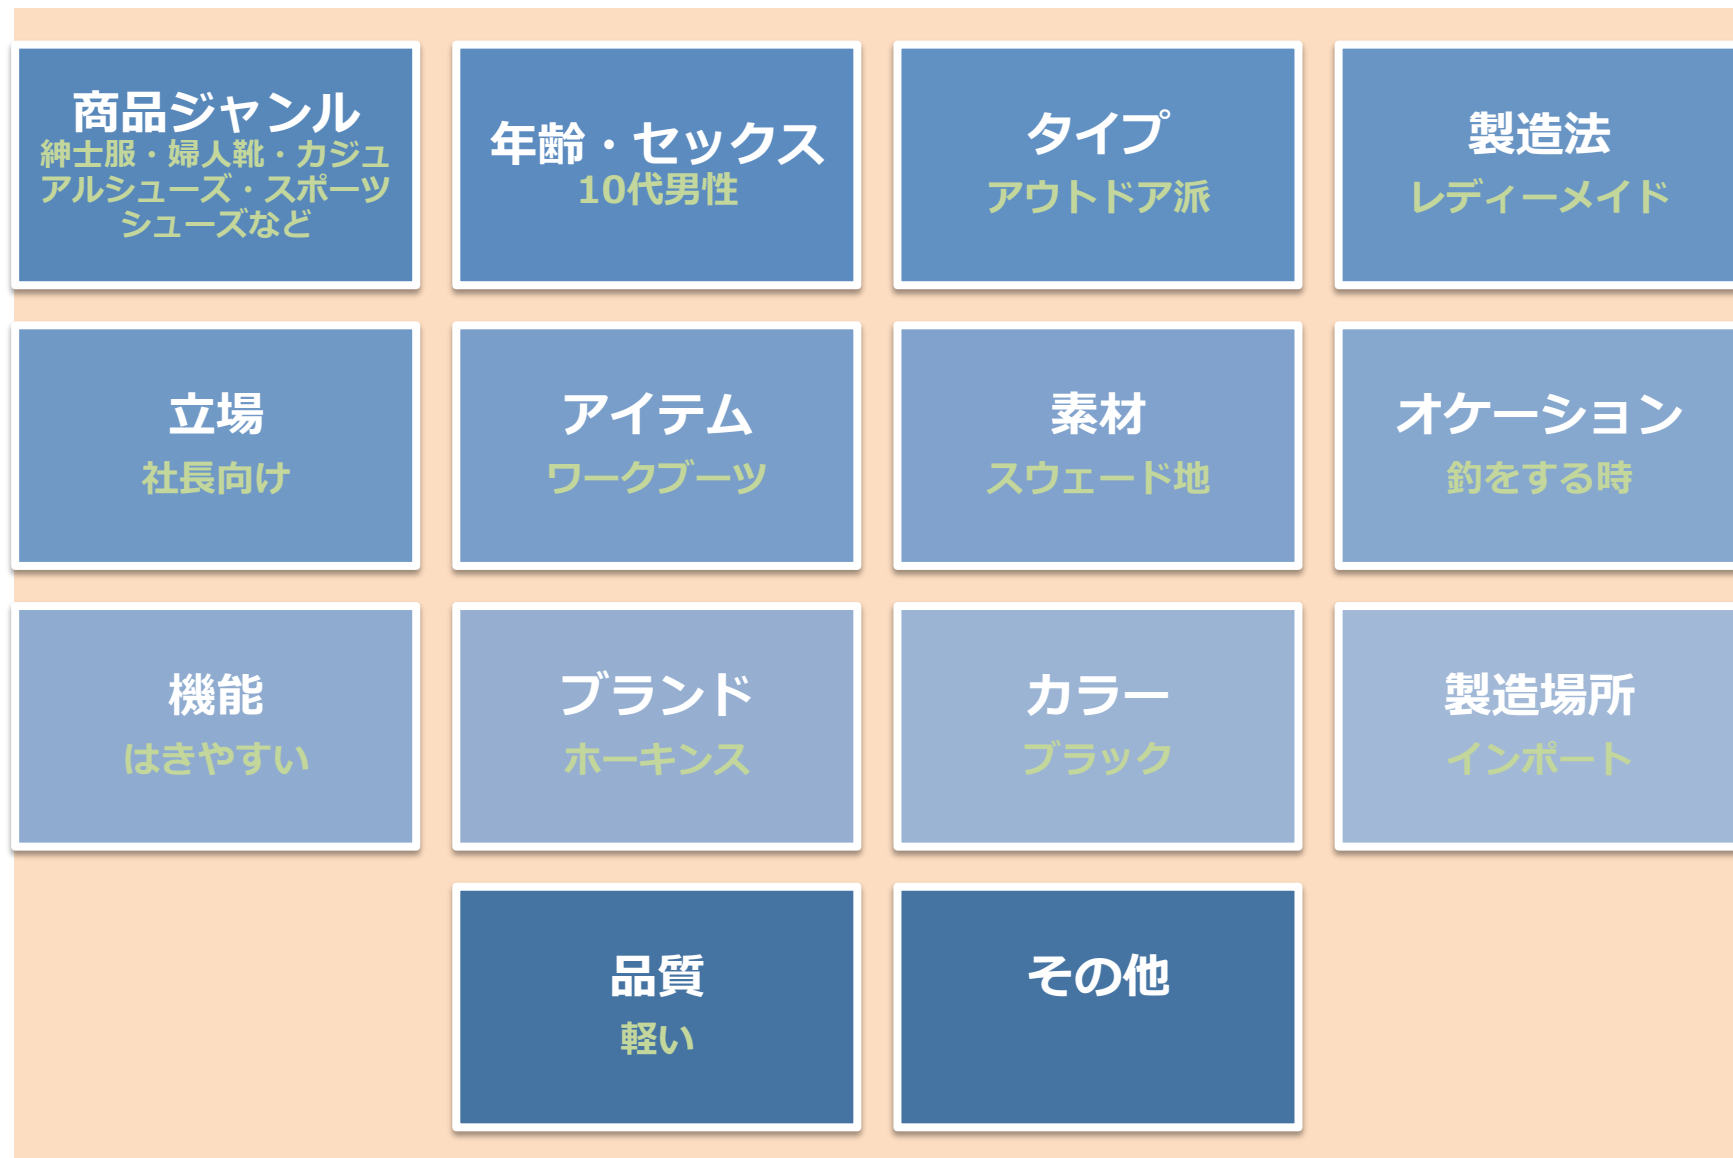 商品ジャンル
紳士服・婦人靴・カジュ
アルシューズ・スポーツ
シューズなど
年齢・セックス
10代男性
タイプ
アウトドア派
製造法
レディーメイド
立場
社長向け
アイテム
ワークブーツ
素材
スウェード地
オケーション
釣をする時
機能
はきやすい
ブランド
ホーキンス
カラー
ブラック
製造場所
インポート
品質
軽い
その他